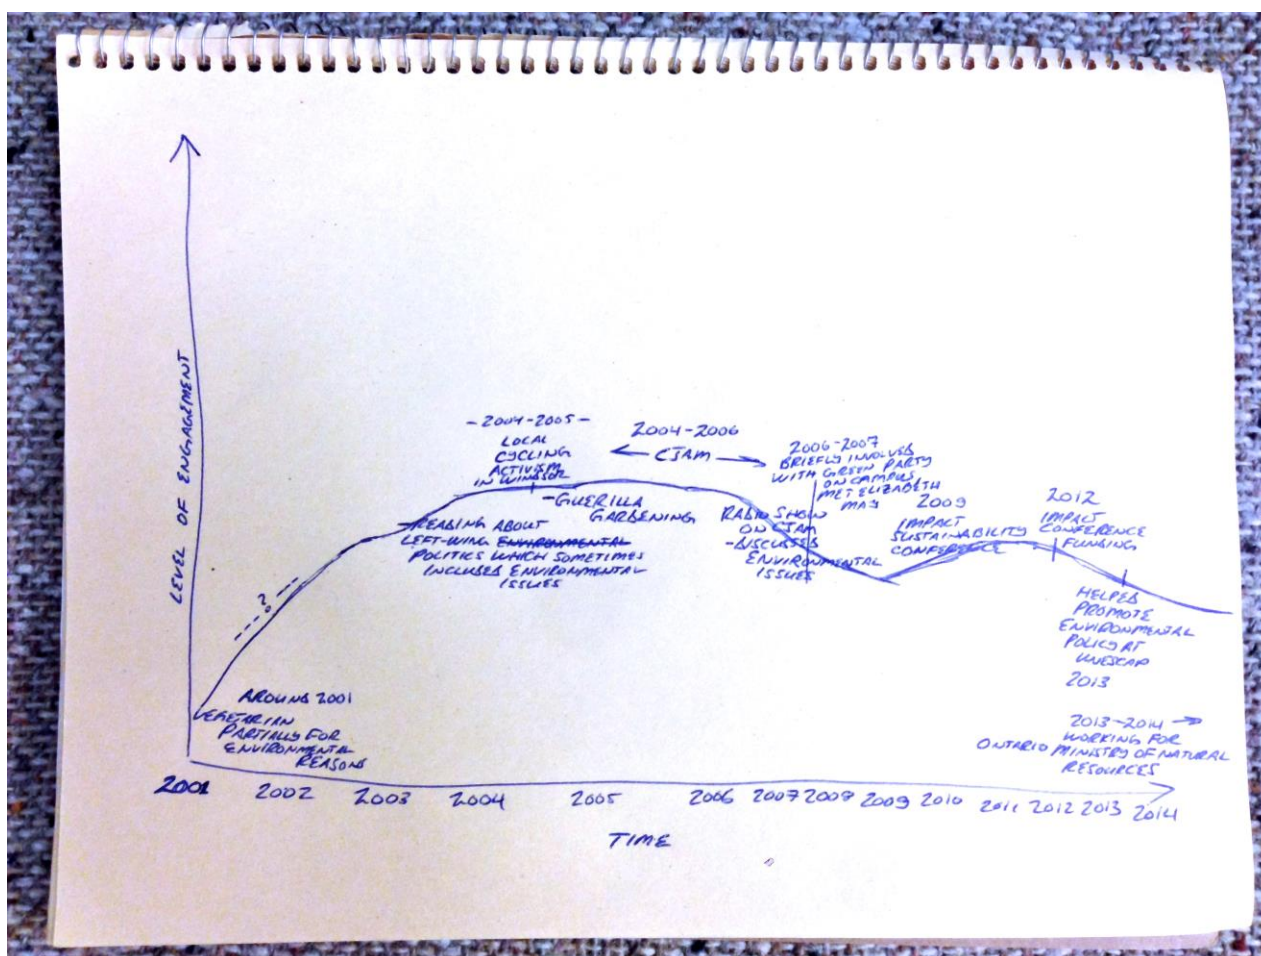 LEVEL OF ENGAGEMENT
-2004-2005-
LOCAL
CYCLING
ACTIVISM
IN WINDSOR
-GUERILLA
GARDENING
2004-2006
CJAM
2006-2007
BRIEFLY INVOLVED
WITH GREEN PARTY
ON CAMPUS
MET ELIZABETH
MAY
RADIO SHOW
ON CJAM
-DISCUSSED
ENVIRONMENTAL
ISSUES
2009
IMPACT
SUSTAINABILITY
CONFERENCE
2012
IMPACT
CONFERENCE
FUNDING
-READING ABOUT
LEFT-WING ENVIRONMENTAL
POLITICS WHICH SOMETIMES
INCLUDED ENVIRONMENTAL
ISSUES
?
HELPED
PROMOTE
ENVIRONMENTAL
POLICY AT
UNESCAP
2013
AROUND 2001
VEGETARIAN
PARTIALLY FOR
ENVIRONMENTAL
REASONS
2013-2014
WORKING FOR
ONTARIO MINISTRY OF NATURAL
RESOURCES
2001 2002 2003 2004 2005 2006 2007 2008 2009 2010 2011 2012 2013 2014
TIME